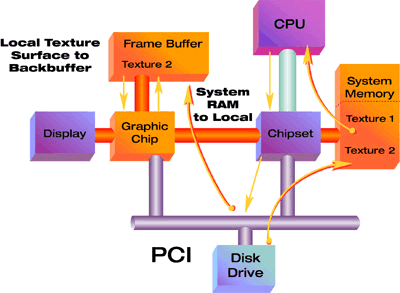 CPU
Local Texture
Surface to
Backbuffer
Frame Buffer
Texture 2
System
RAM
to Local
System
Memory
Texture 1
Texture 2
Display
Graphic
Chip
Chipset
PCI
Disk
Drive